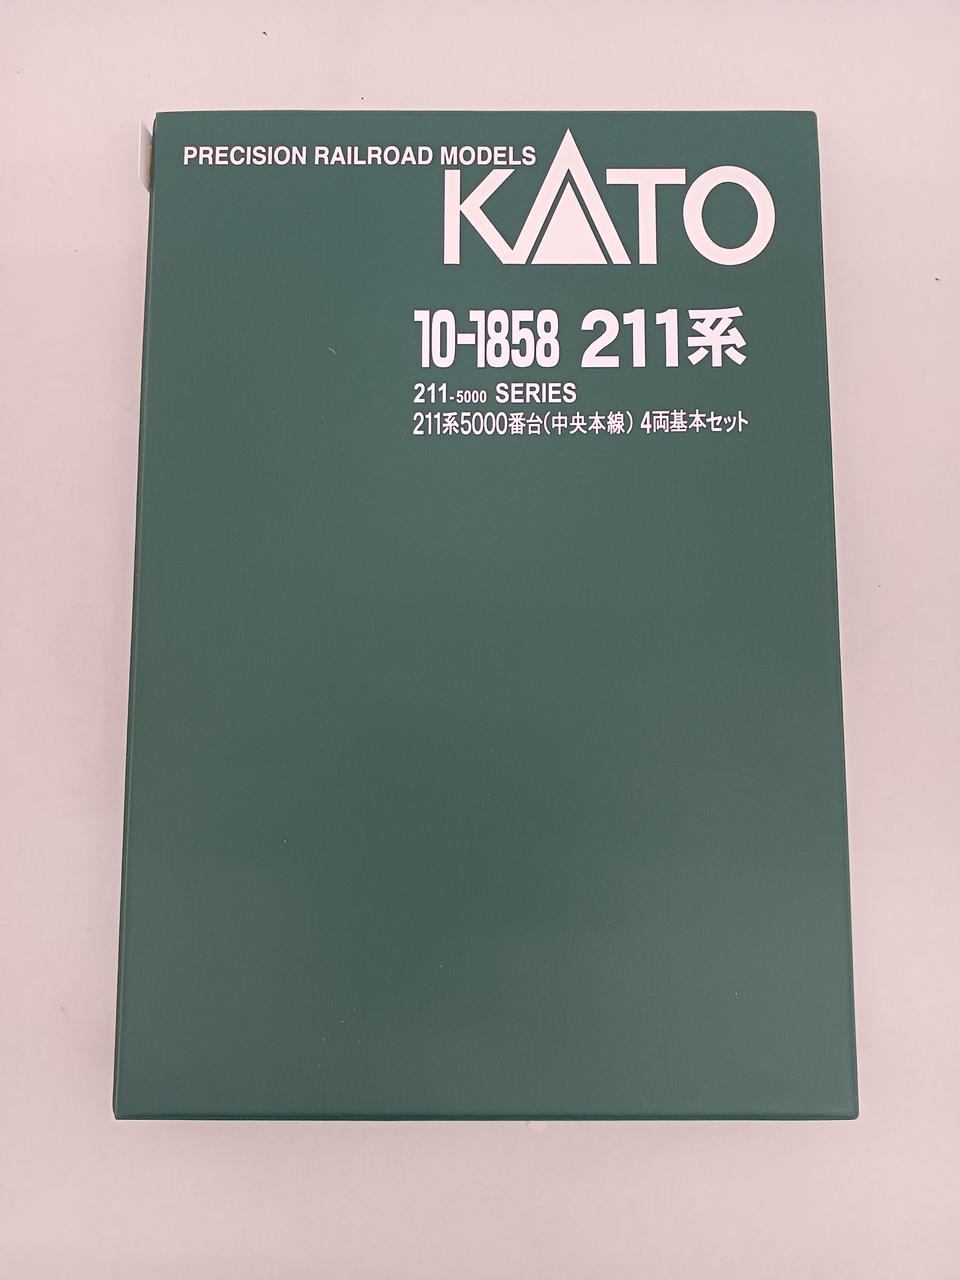 PRECISION RAILROAD MODELS
KATO
10-1858 211系
211-5000 SERIES
211系5000番台(中央本線) 4両基本セット